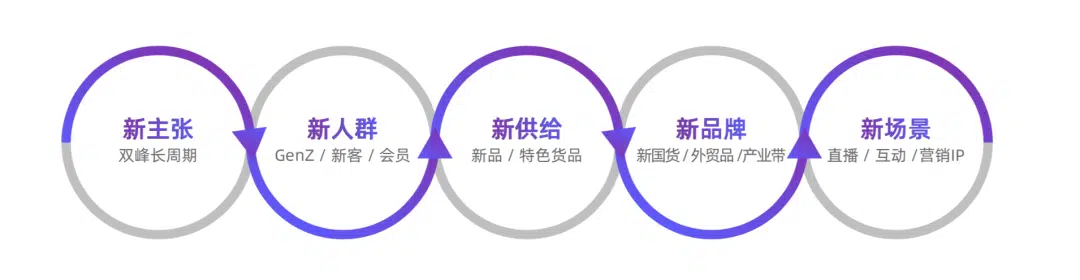 新主张
双峰长周期
新人群
GenZ / 新客 / 会员
新供给
新品 / 特色货品
新品牌
新国货 / 外贸品 /产业带
新场景
直播 / 互动 /营销IP